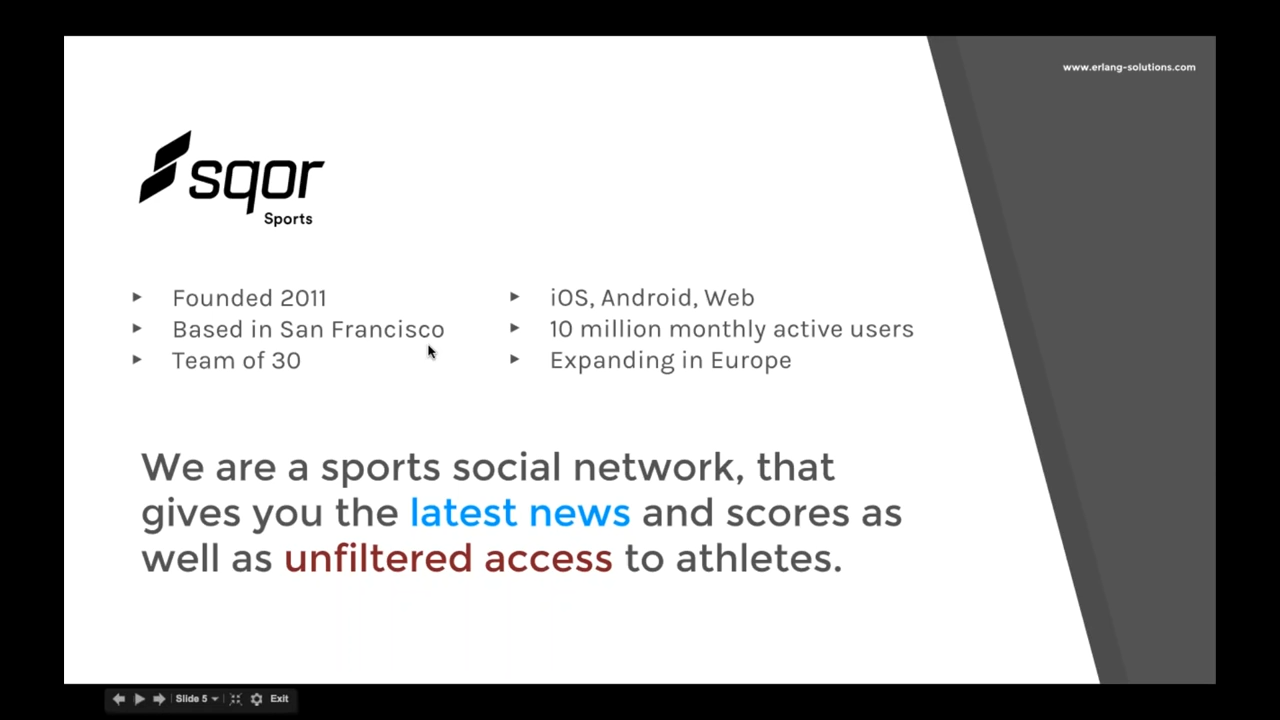 www.erlang-solutions.com
sqor
Sports
Founded 2011
Based in San Francisco
Team of 30
iOS, Android, Web
10 million monthly active users
Expanding in Europe
We are a sports social network, that
gives you the latest news and scores as
well as unfiltered access to athletes.
Slide 5
Exit